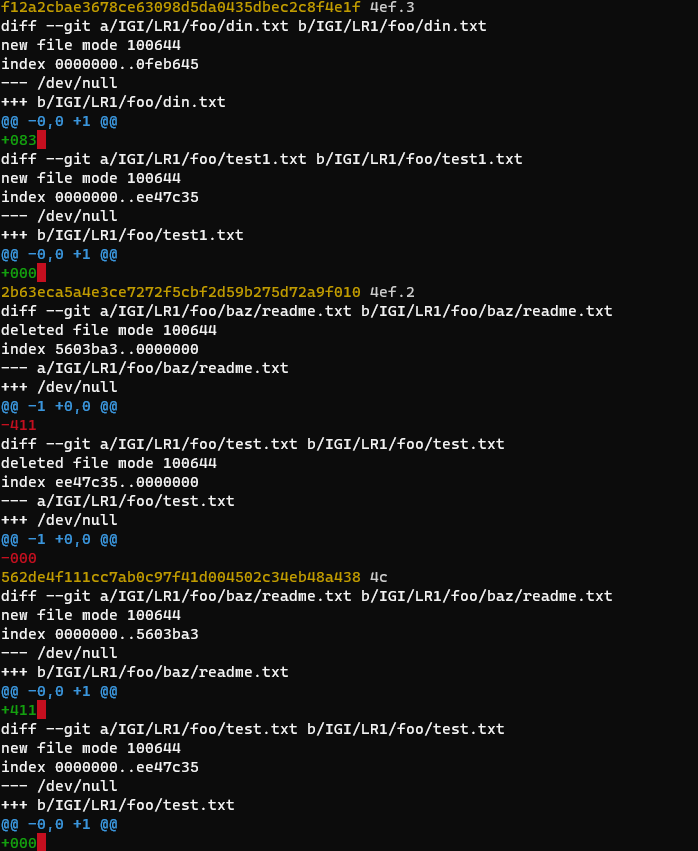 f12a2cbae3678ce63098d5da0435dbec2c8f4e1f 4ef.3
diff --git a/IGI/LR1/foo/din.txt b/IGI/LR1/foo/din.txt
new file mode 100644
index 0000000..0feb645
--- /dev/null
+++ b/IGI/LR1/foo/din.txt
@@ -0,0 +1 @@
+083
diff --git a/IGI/LR1/foo/test1.txt b/IGI/LR1/foo/test1.txt
new file mode 100644
index 0000000..ee47c35
--- /dev/null
+++ b/IGI/LR1/foo/test1.txt
@@ -0,0 +1 @@
+000
2b63eca5a4e3ce7272f5cbf2d59b275d72a9f010 4ef.2
diff --git a/IGI/LR1/foo/baz/readme.txt b/IGI/LR1/foo/baz/readme.txt
deleted file mode 100644
index 5603ba3..0000000
--- a/IGI/LR1/foo/baz/readme.txt
+++ /dev/null
@@ -1 +0,0 @@
-411
diff --git a/IGI/LR1/foo/test.txt b/IGI/LR1/foo/test.txt
deleted file mode 100644
index ee47c35..0000000
--- a/IGI/LR1/foo/test.txt
+++ /dev/null
@@ -1 +0,0 @@
-000
562de4f111cc7ab0c97f41d004502c34eb48a438 4c
diff --git a/IGI/LR1/foo/baz/readme.txt b/IGI/LR1/foo/baz/readme.txt
new file mode 100644
index 0000000..5603ba3
--- /dev/null
+++ b/IGI/LR1/foo/baz/readme.txt
@@ -0,0 +1 @@
+411
diff --git a/IGI/LR1/foo/test.txt b/IGI/LR1/foo/test.txt
new file mode 100644
index 0000000..ee47c35
--- /dev/null
+++ b/IGI/LR1/foo/test.txt
@@ -0,0 +1 @@
+000